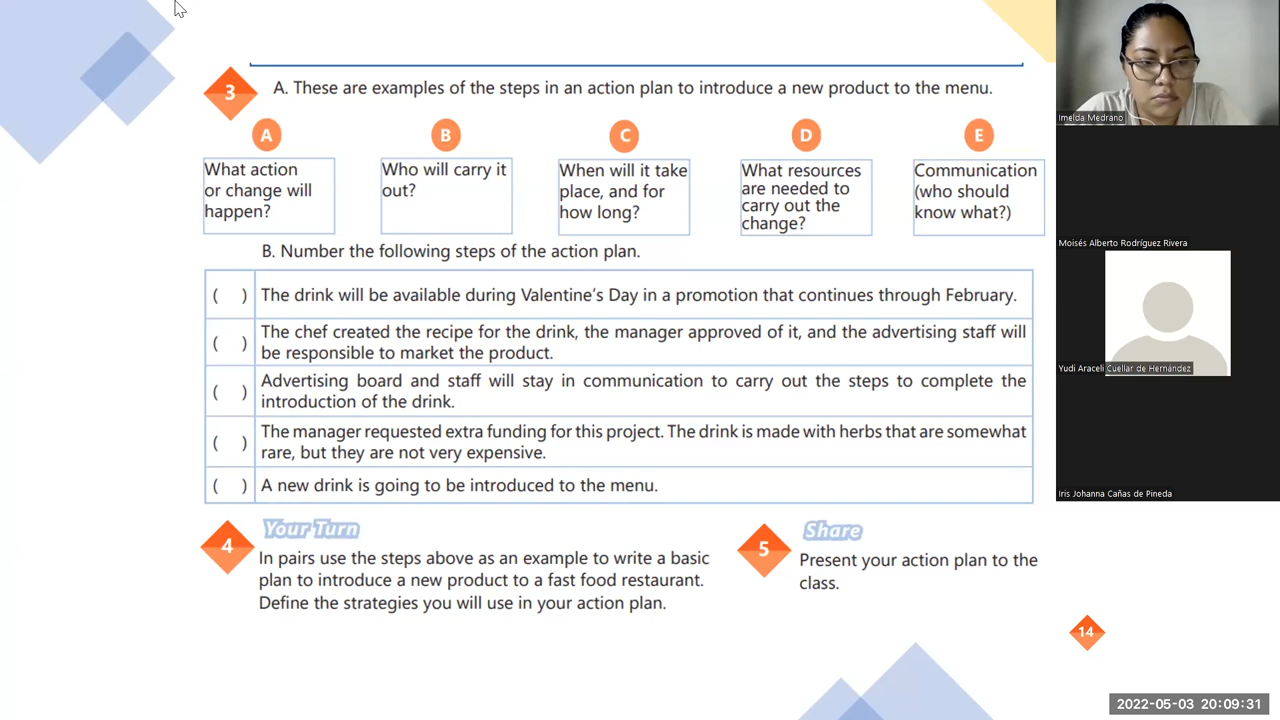 3
A. These are examples of the steps in an action plan to introduce a new product to the menu.
A
B
C
D
E
What action
or change will
happen?
Who will carry it
out?
When will it take
place, and for
how long?
What resources
are needed to
carry out the
change?
Communication
(who should
know what?)
B. Number the following steps of the action plan.
( ) The drink will be available during Valentine's Day in a promotion that continues through February.
( ) The chef created the recipe for the drink, the manager approved of it, and the advertising staff will
be responsible to market the product.
( ) Advertising board and staff will stay in communication to carry out the steps to complete the
introduction of the drink.
( ) The manager requested extra funding for this project. The drink is made with herbs that are somewhat
rare, but they are not very expensive.
( ) A new drink is going to be introduced to the menu.
4
Your Turn
In pairs use the steps above as an example to write a basic
plan to introduce a new product to a fast food restaurant.
Define the strategies you will use in your action plan.
5
Share
Present your action plan to the
class.
14
Imelda Medrano
Moisés Alberto Rodríguez Rivera
Yudi Araceli Cuellar de Hernández
Iris Johanna Cañas de Pineda
2022-05-03 20:09:31